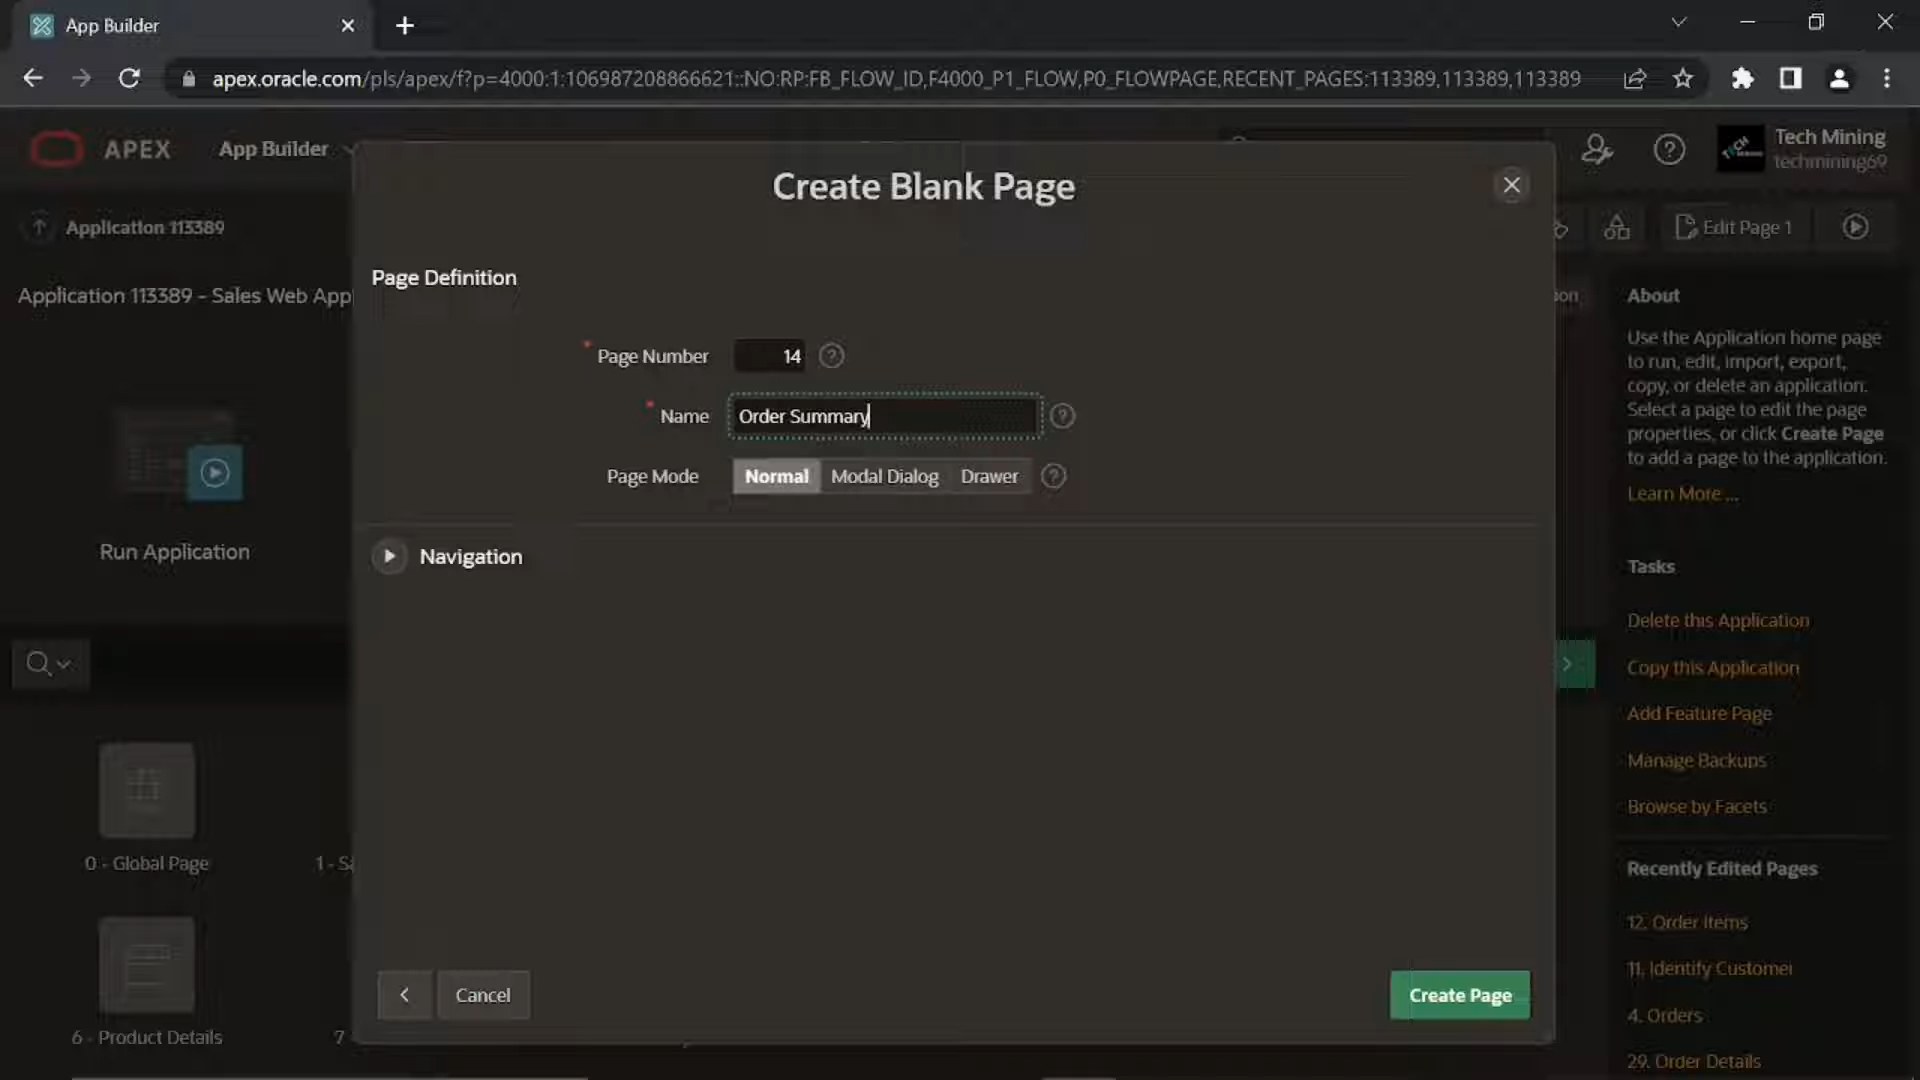 App Builder
apex.oracle.com/pls/apex/f?p=4000:1:106987208866621::NO:RP:FB_FLOW_ID,F4000_P1_FLOW,P0_FLOWPAGE,RECENT_PAGES:113389,113389,113389
APEX App Builder
Tech Mining
techmining69
Create Blank Page
Application 113389
Edit Page 1
Page Definition
Application 113389 - Sales Web App
About
Use the Application home page
to run, edit, import, export,
copy, or delete an application.
Select a page to edit the page
properties, or click Create Page
to add a page to the application.
Learn More ...
* Page Number 14
* Name Order Summary
Page Mode Normal Modal Dialog Drawer
Run Application
Navigation
Tasks
Delete this Application
Copy this Application
Add Feature Page
Manage Backups
Browse by Facets
0 - Global Page
Recently Edited Pages
12. Order Items
11. Identify Customer
4. Orders
29. Order Details
Cancel
Create Page
6 - Product Details
7